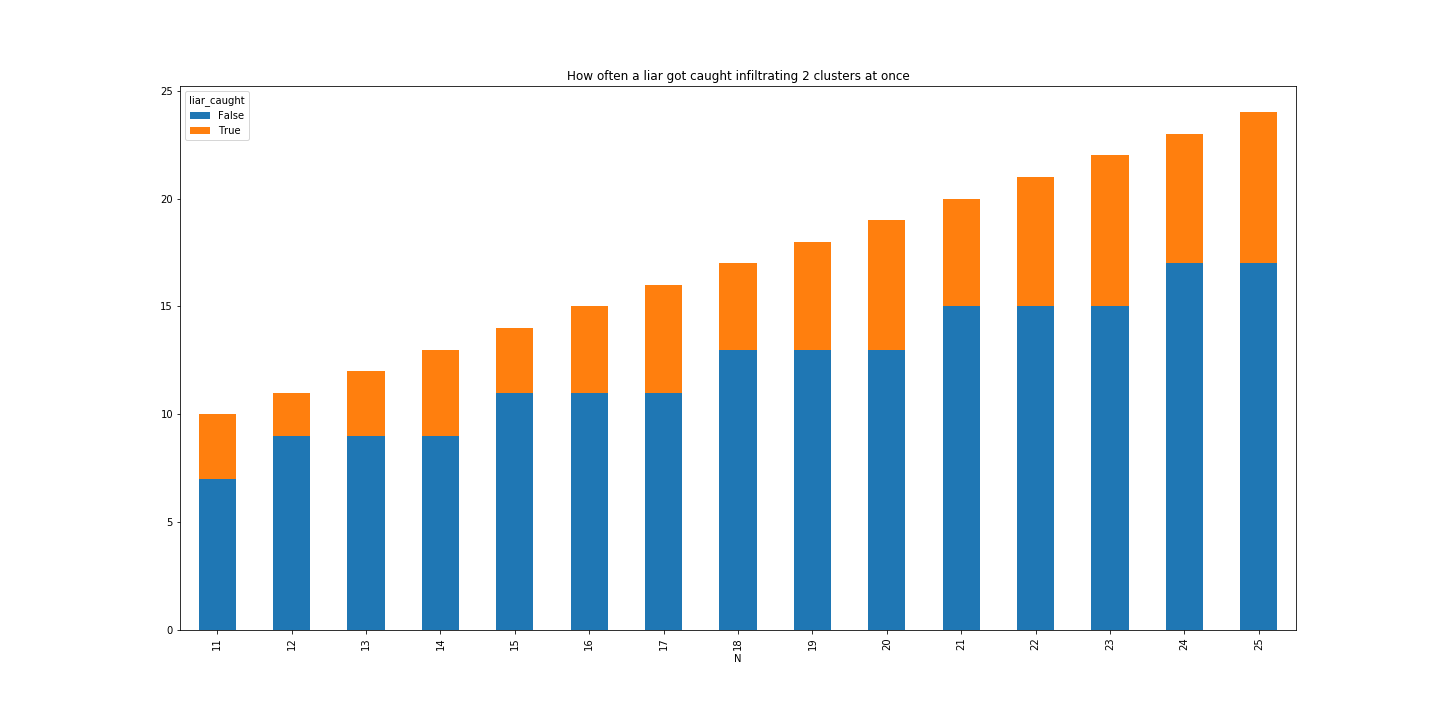 How often a liar got caught infiltrating 2 clusters at once
liar_caught
False
True
25
20
15
10
5
0
11 12 13 14 15 16 17 18 19 20 21 22 23 24 25
N